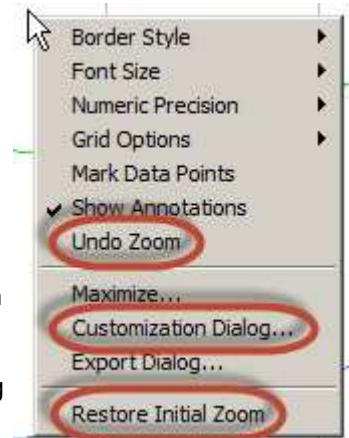 Border Style
Font Size
Numeric Precision
Grid Options
Mark Data Points
Show Annotations
Undo Zoom
Maximize...
Customization Dialog...
Export Dialog...
Restore Initial Zoom